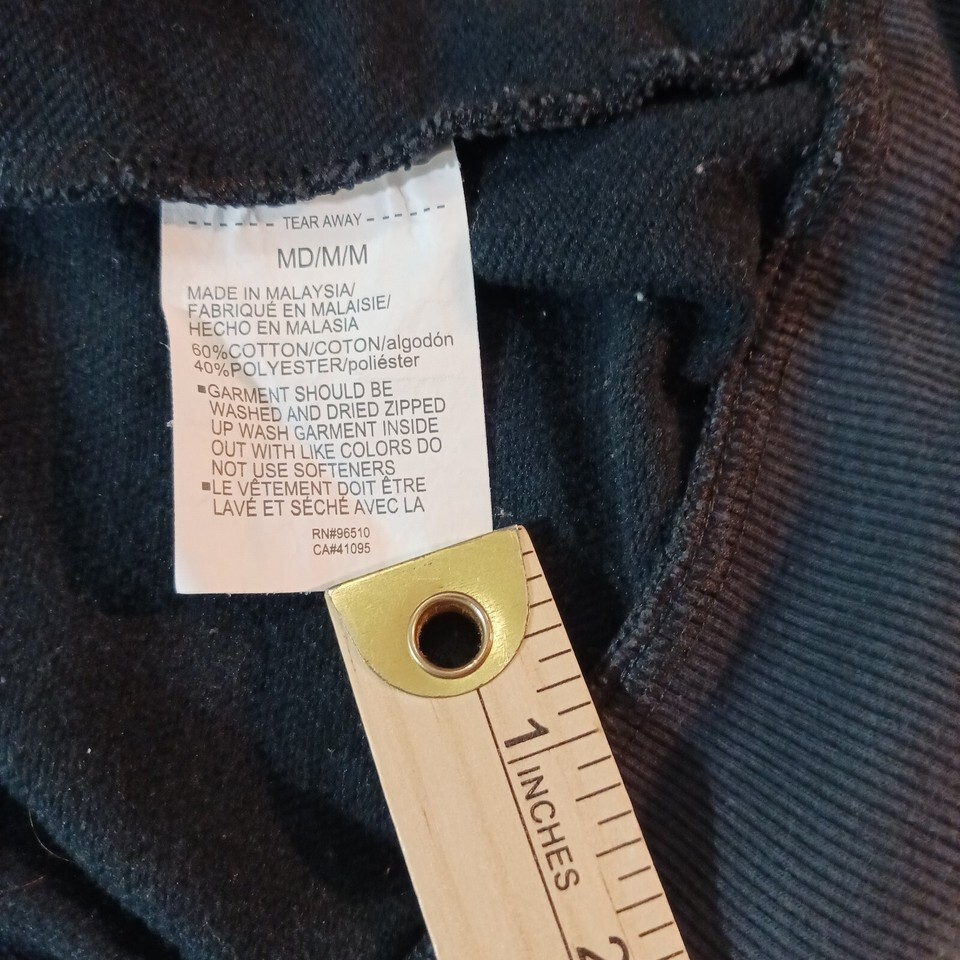 - - - - - - TEAR AWAY - - - - - -
MD/M/M
MADE IN MALAYSIA/
FABRIQUÉ EN MALAISIE/
HECHO EN MALASIA
60%COTTON/COTON/algodón
40%POLYESTER/poliéster
▪GARMENT SHOULD BE
WASHED AND DRIED ZIPPED
UP WASH GARMENT INSIDE
OUT WITH LIKE COLORS DO
NOT USE SOFTENERS
▪LE VÊTEMENT DOIT ÊTRE
LAVÉ ET SÉCHÉ AVEC LA
RN#96510
CA#41095
1
INCHES
2